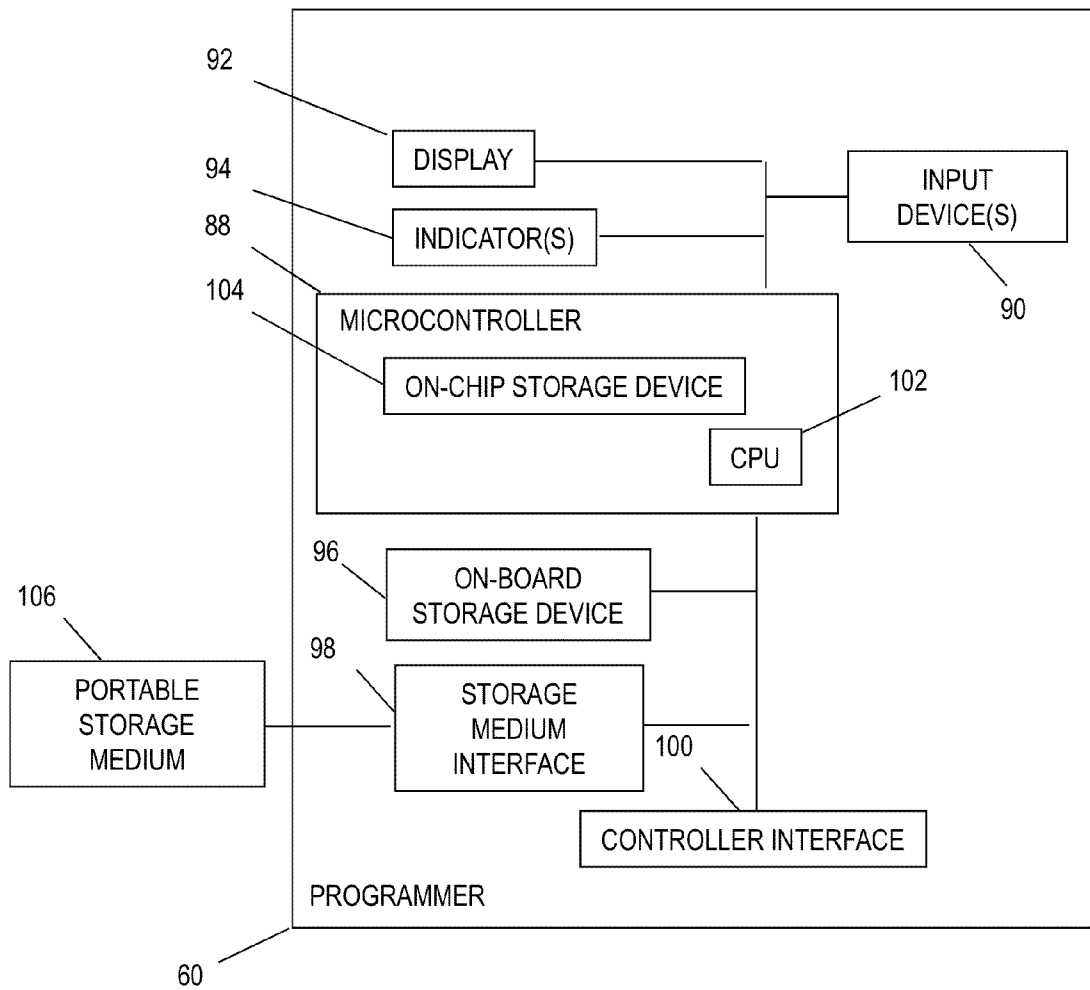 92
DISPLAY
94
INPUT
DEVICE(S)
INDICATOR(S)
88
104
90
MICROCONTROLLER
ON-CHIP STORAGE DEVICE
102
CPU
96
ON-BOARD
STORAGE DEVICE
106
98
PORTABLE
STORAGE
MEDIUM
STORAGE
MEDIUM
INTERFACE
100
CONTROLLER INTERFACE
PROGRAMMER
60